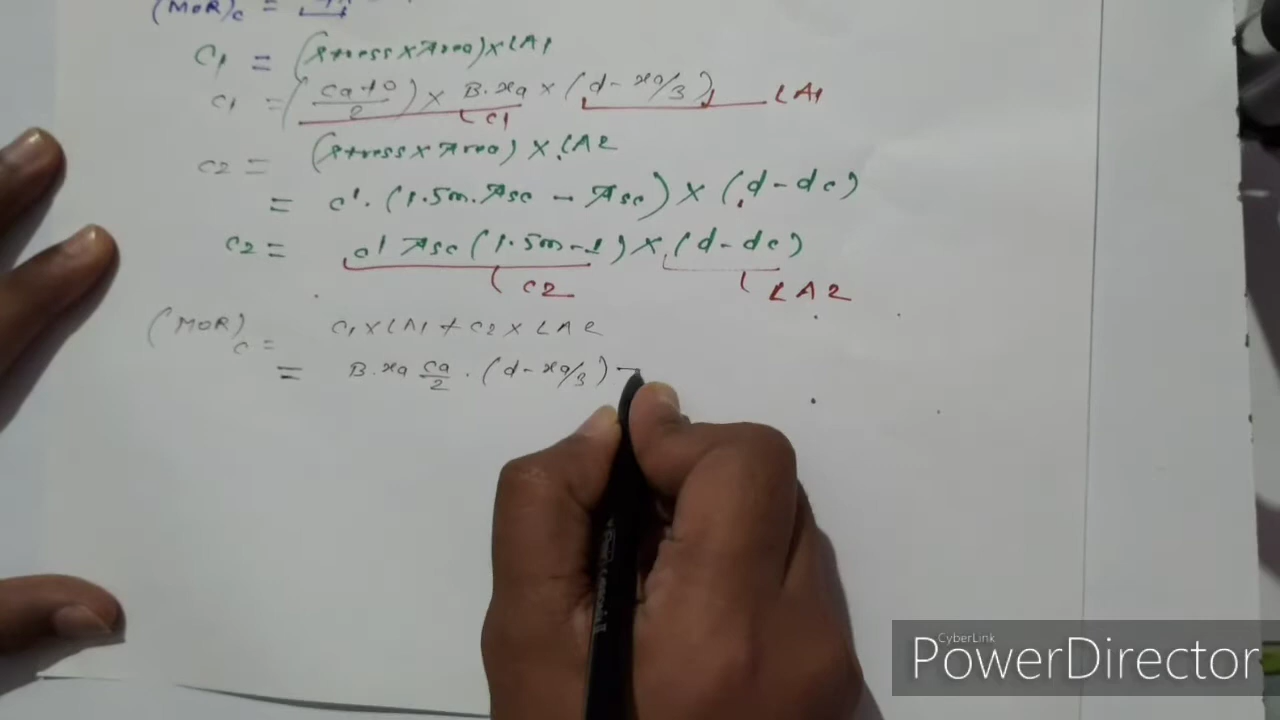 (MOR)c =
C1 = (stress x Area) x LA1
C1 = (Ca+0/2) x B.xa x (d - xa/3) LA1
C1
C2 = (stress x Area) x LA2
= c'. (1.5m. Asc - Asc) x (d - dc)
C2 = c' Asc (1.5m - 1) x (d - dc)
C2 LA2
(MOR)c = C1 x LA1 + C2 x LA2
= B.xa Ca/2 . (d - xa/3) -
CyberLink
PowerDirector